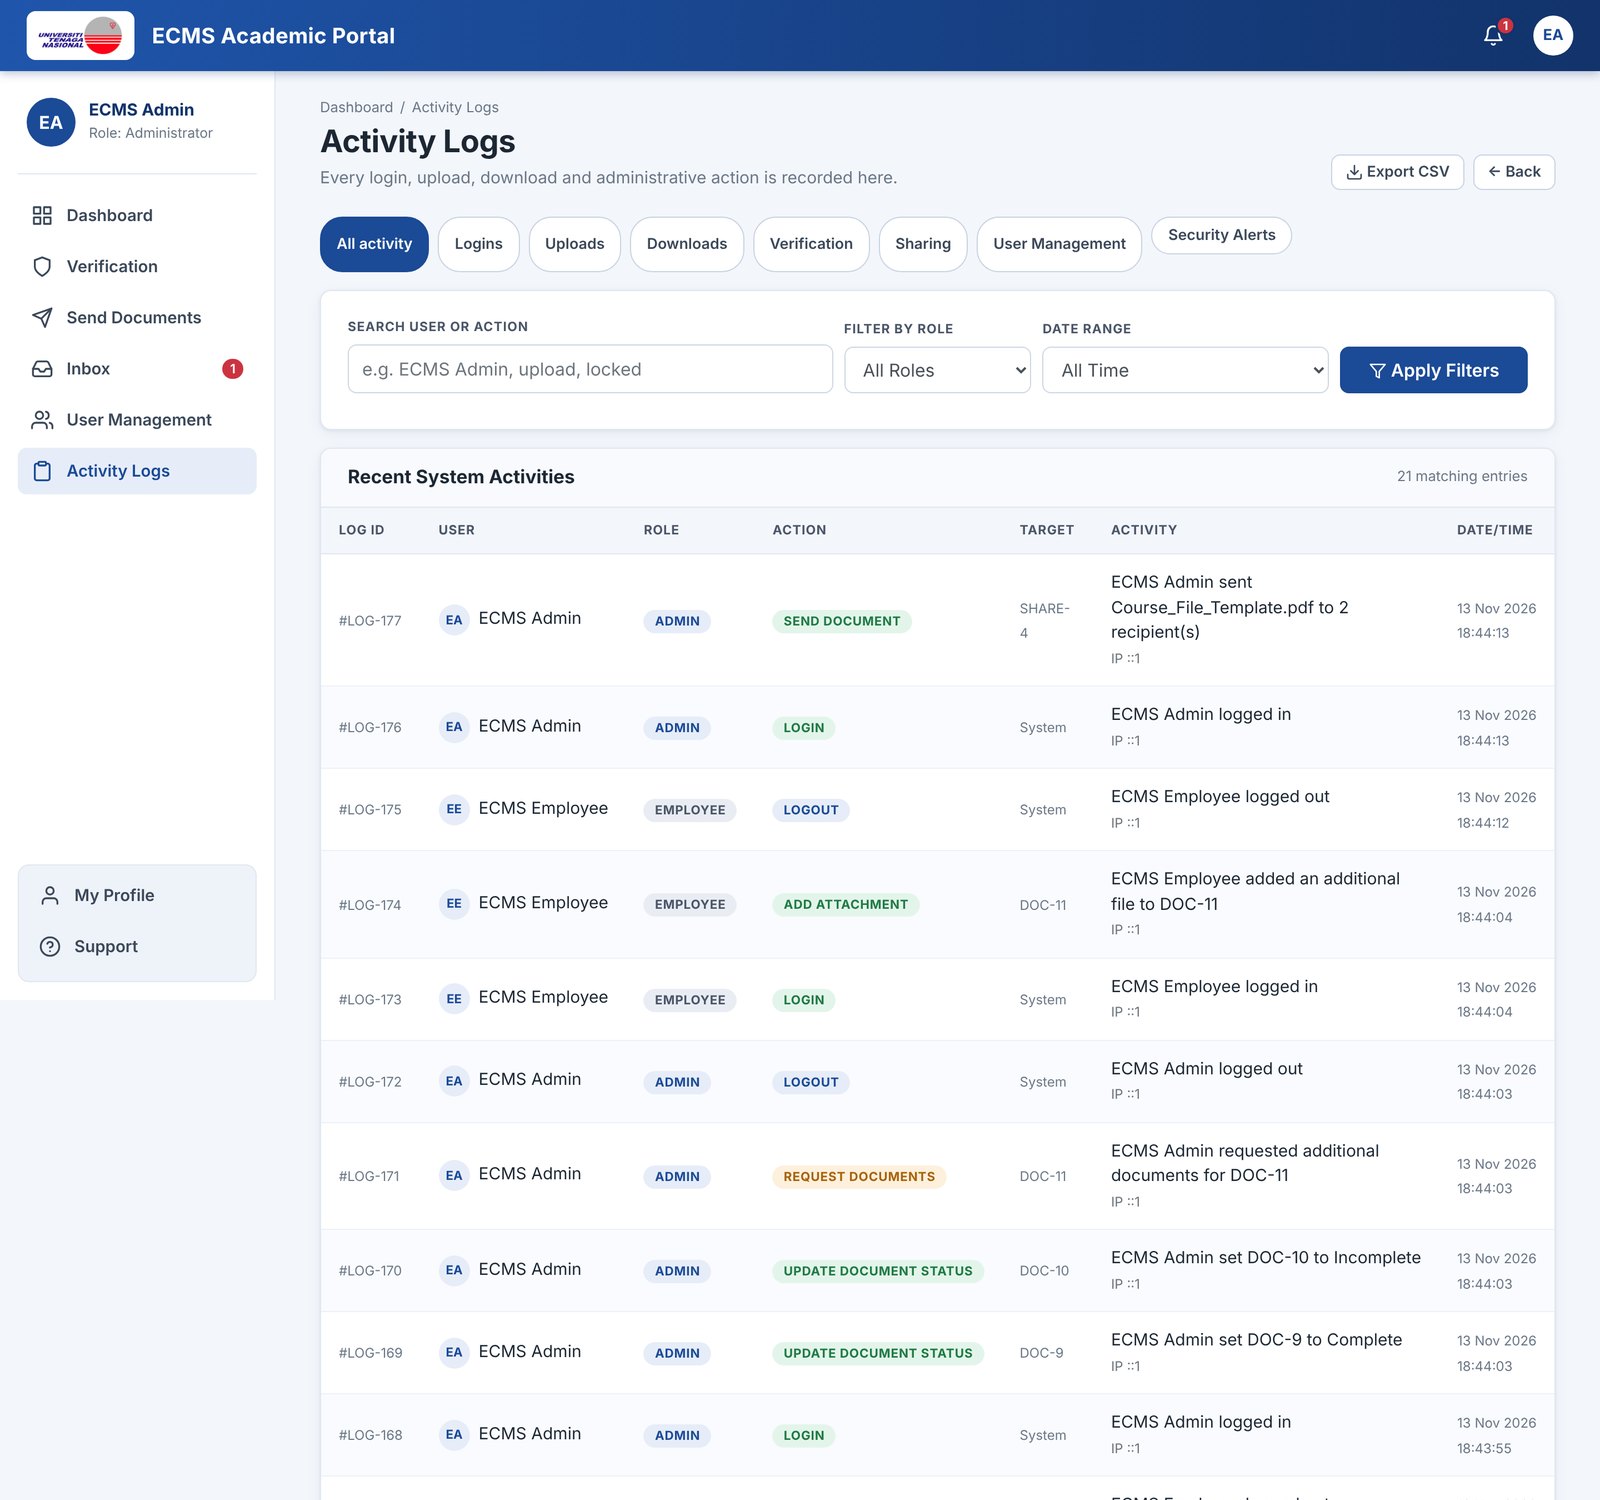 UNIVERSITI
TENAGA
NASIONAL
ECMS Academic Portal
1
EA
EA
ECMS Admin
Role: Administrator
Dashboard
Verification
Send Documents
Inbox
1
User Management
Activity Logs
My Profile
Support
Dashboard / Activity Logs
Activity Logs
Every login, upload, download and administrative action is recorded here.
Export CSV
← Back
All activity
Logins
Uploads
Downloads
Verification
Sharing
User Management
Security Alerts
SEARCH USER OR ACTION
e.g. ECMS Admin, upload, locked
FILTER BY ROLE
All Roles
DATE RANGE
All Time
Apply Filters
Recent System Activities
21 matching entries
LOG ID USER ROLE ACTION TARGET ACTIVITY DATE/TIME
#LOG-177
EA ECMS Admin
ADMIN
SEND DOCUMENT
SHARE-
4
ECMS Admin sent
Course_File_Template.pdf to 2
recipient(s)
IP ::1
13 Nov 2026
18:44:13
#LOG-176
EA ECMS Admin
ADMIN
LOGIN
System
ECMS Admin logged in
IP ::1
13 Nov 2026
18:44:13
#LOG-175
EE ECMS Employee
EMPLOYEE
LOGOUT
System
ECMS Employee logged out
IP ::1
13 Nov 2026
18:44:12
#LOG-174
EE ECMS Employee
EMPLOYEE
ADD ATTACHMENT
DOC-11
ECMS Employee added an additional
file to DOC-11
IP ::1
13 Nov 2026
18:44:04
#LOG-173
EE ECMS Employee
EMPLOYEE
LOGIN
System
ECMS Employee logged in
IP ::1
13 Nov 2026
18:44:04
#LOG-172
EA ECMS Admin
ADMIN
LOGOUT
System
ECMS Admin logged out
IP ::1
13 Nov 2026
18:44:03
#LOG-171
EA ECMS Admin
ADMIN
REQUEST DOCUMENTS
DOC-11
ECMS Admin requested additional
documents for DOC-11
IP ::1
13 Nov 2026
18:44:03
#LOG-170
EA ECMS Admin
ADMIN
UPDATE DOCUMENT STATUS
DOC-10
ECMS Admin set DOC-10 to Incomplete
IP ::1
13 Nov 2026
18:44:03
#LOG-169
EA ECMS Admin
ADMIN
UPDATE DOCUMENT STATUS
DOC-9
ECMS Admin set DOC-9 to Complete
IP ::1
13 Nov 2026
18:44:03
#LOG-168
EA ECMS Admin
ADMIN
LOGIN
System
ECMS Admin logged in
IP ::1
13 Nov 2026
18:43:55